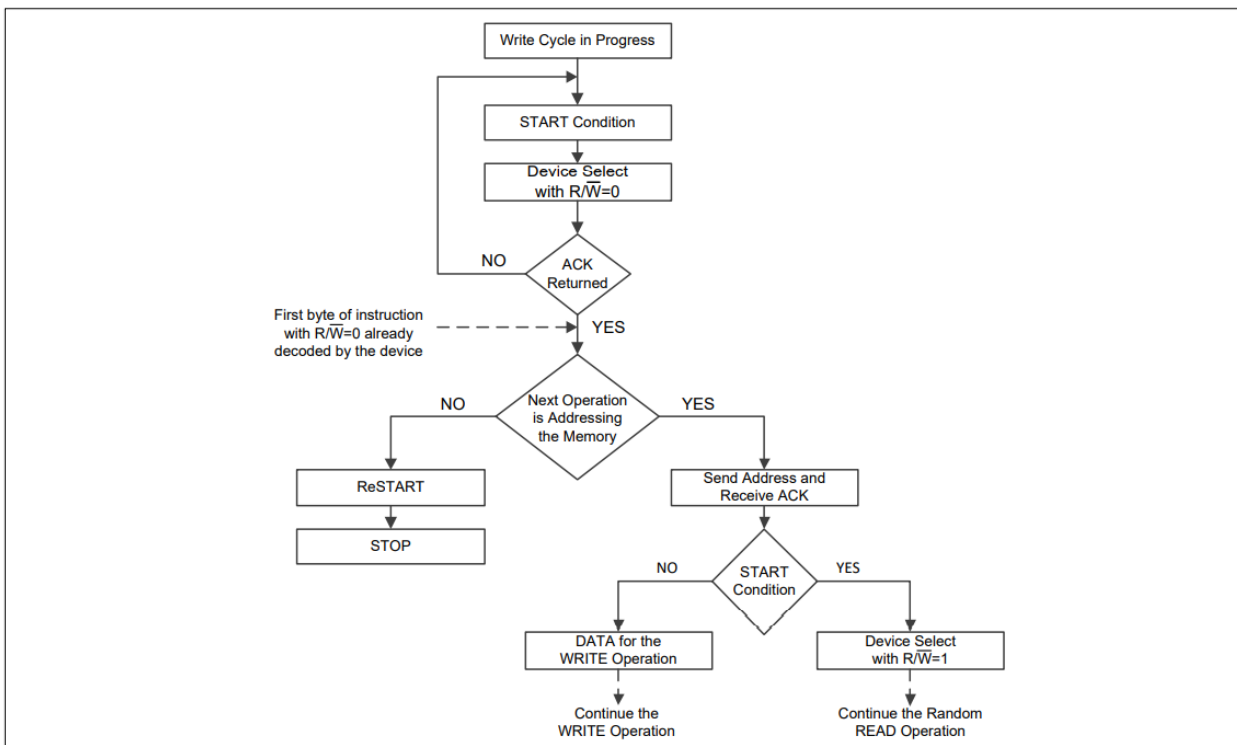 Write Cycle in Progress
START Condition
Device Select
with R/W̅=0
NO
ACK
Returned
First byte of instruction
with R/W̅=0 already
decoded by the device
YES
NO
Next Operation
is Addressing
the Memory
YES
ReSTART
Send Address and
Receive ACK
STOP
NO
START
Condition
YES
DATA for the
WRITE Operation
Device Select
with R/W̅=1
Continue the
WRITE Operation
Continue the Random
READ Operation